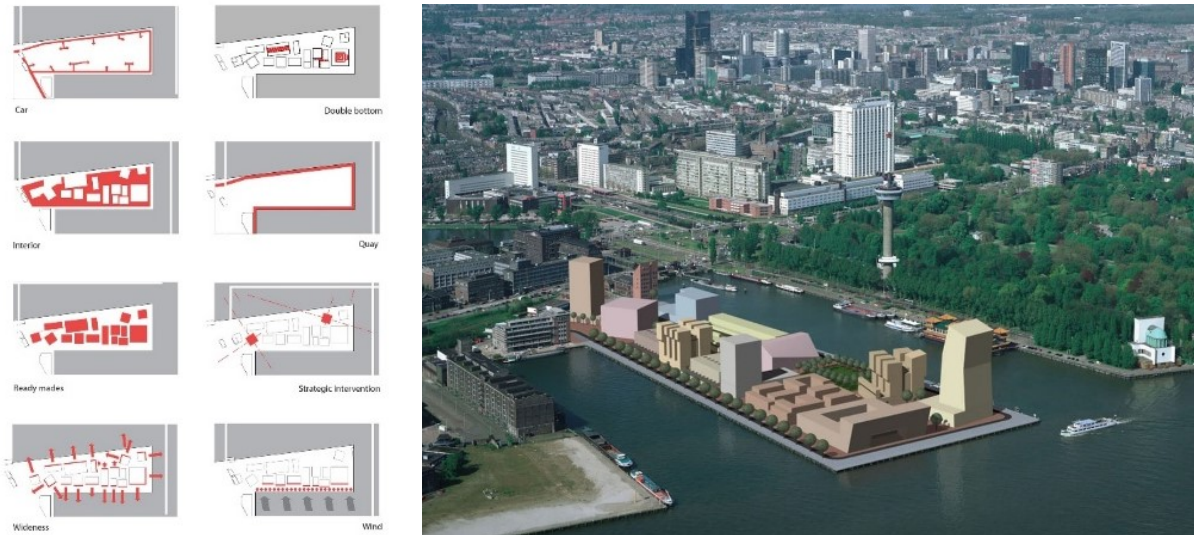 Car
Double bottom
Interior
Quay
Ready mades
Strategic intervention
Wideness
Wind